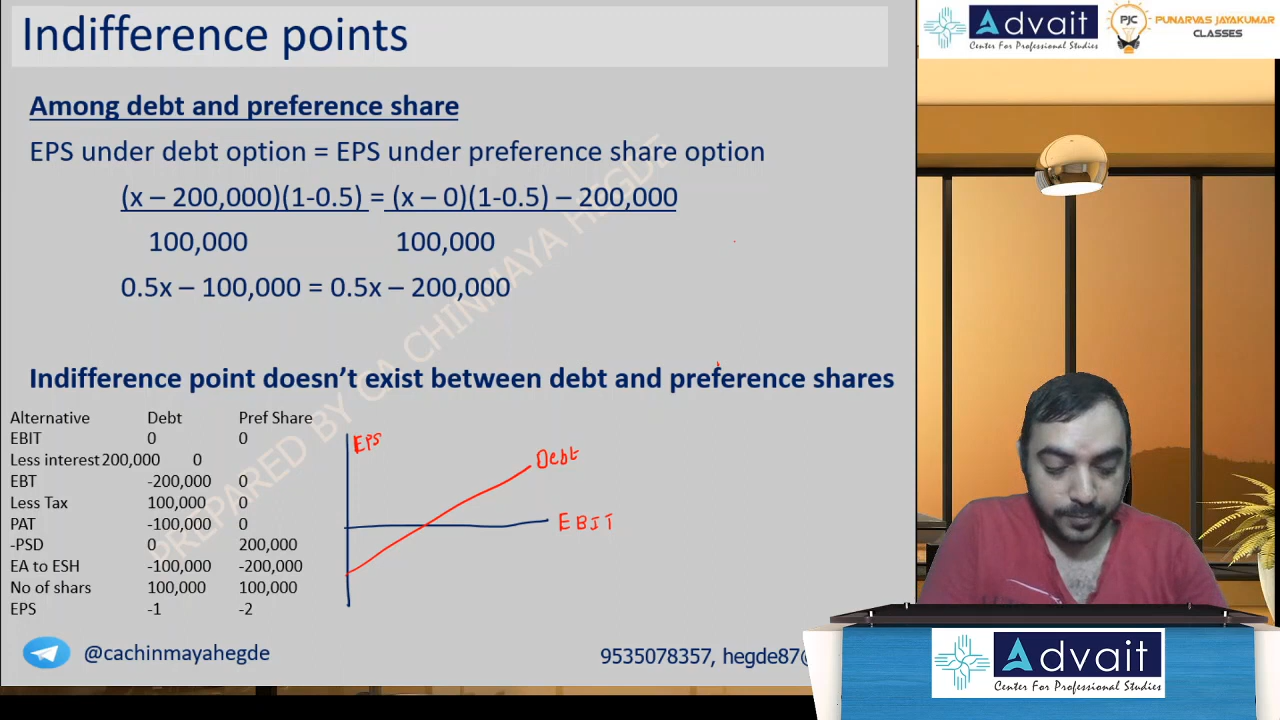 Indifference points
Advait
Center For Professional Studies
PJC
PUNARVAS JAYAKUMAR
CLASSES
Among debt and preference share
EPS under debt option = EPS under preference share option
(x – 200,000)(1-0.5) = (x – 0)(1-0.5) – 200,000
100,000 100,000
0.5x – 100,000 = 0.5x – 200,000
PREPARED BY CA CHINMAYA HEGDE
Indifference point doesn't exist between debt and preference shares
Alternative Debt Pref Share
EBIT 0 0
Less interest 200,000 0
EBT -200,000 0
Less Tax 100,000 0
PAT -100,000 0
-PSD 0 200,000
EA to ESH -100,000 -200,000
No of shars 100,000 100,000
EPS -1 -2
EPS
Debt
EBIT
@cachinmayahegde
9535078357, hegde87@
Advait
Center For Professional Studies